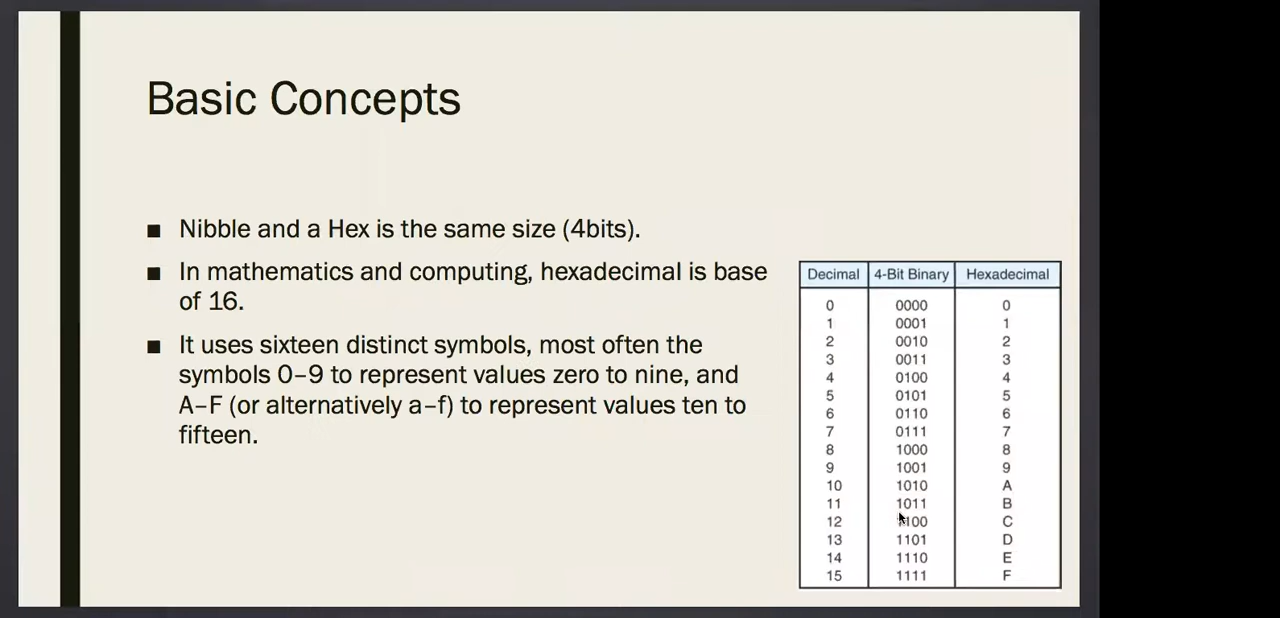 Basic Concepts
■ Nibble and a Hex is the same size (4bits).
■ In mathematics and computing, hexadecimal is base
of 16.
■ It uses sixteen distinct symbols, most often the
symbols 0–9 to represent values zero to nine, and
A–F (or alternatively a–f) to represent values ten to
fifteen.
Decimal 4-Bit Binary Hexadecimal
0 0000 0
1 0001 1
2 0010 2
3 0011 3
4 0100 4
5 0101 5
6 0110 6
7 0111 7
8 1000 8
9 1001 9
10 1010 A
11 1011 B
12 1100 C
13 1101 D
14 1110 E
15 1111 F